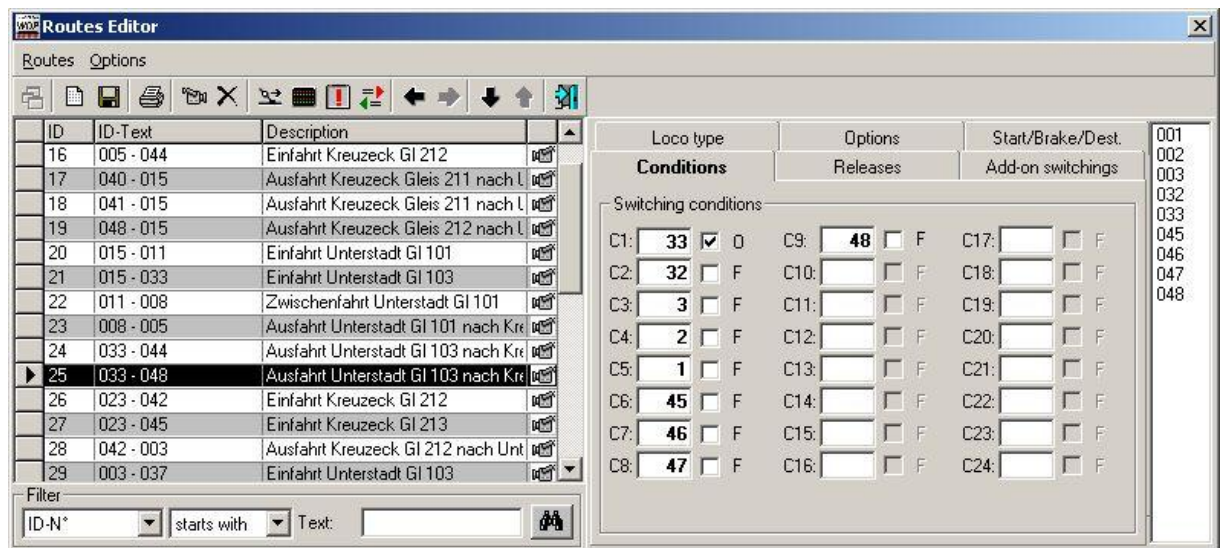 WDP Routes Editor
Routes Options
ID ID-Text Description
16 005 - 044 Einfahrt Kreuzeck Gl 212
17 040 - 015 Ausfahrt Kreuzeck Gleis 211 nach U
18 041 - 015 Ausfahrt Kreuzeck Gleis 211 nach U
19 048 - 015 Ausfahrt Kreuzeck Gleis 212 nach U
20 015 - 011 Einfahrt Unterstadt Gl 101
21 015 - 033 Einfahrt Unterstadt Gl 103
22 011 - 008 Zwischenfahrt Unterstadt Gl 101
23 008 - 005 Ausfahrt Unterstadt Gl 101 nach Kre
24 033 - 044 Ausfahrt Unterstadt Gl 103 nach Kre
25 033 - 048 Ausfahrt Unterstadt Gl 103 nach Kre
26 023 - 042 Einfahrt Kreuzeck Gl 212
27 023 - 045 Einfahrt Kreuzeck Gl 213
28 042 - 003 Ausfahrt Kreuzeck Gl 212 nach Unt
29 003 - 037 Einfahrt Unterstadt Gl 103
Filter
ID-N° starts with Text:
Loco type Options Start/Brake/Dest.
Conditions Releases Add-on switchings
Switching conditions
C1: 33 O C9: 48 F C17: F
C2: 32 F C10: F C18: F
C3: 3 F C11: F C19: F
C4: 2 F C12: F C20: F
C5: 1 F C13: F C21: F
C6: 45 F C14: F C22: F
C7: 46 F C15: F C23: F
C8: 47 F C16: F C24: F
001
002
003
032
033
045
046
047
048